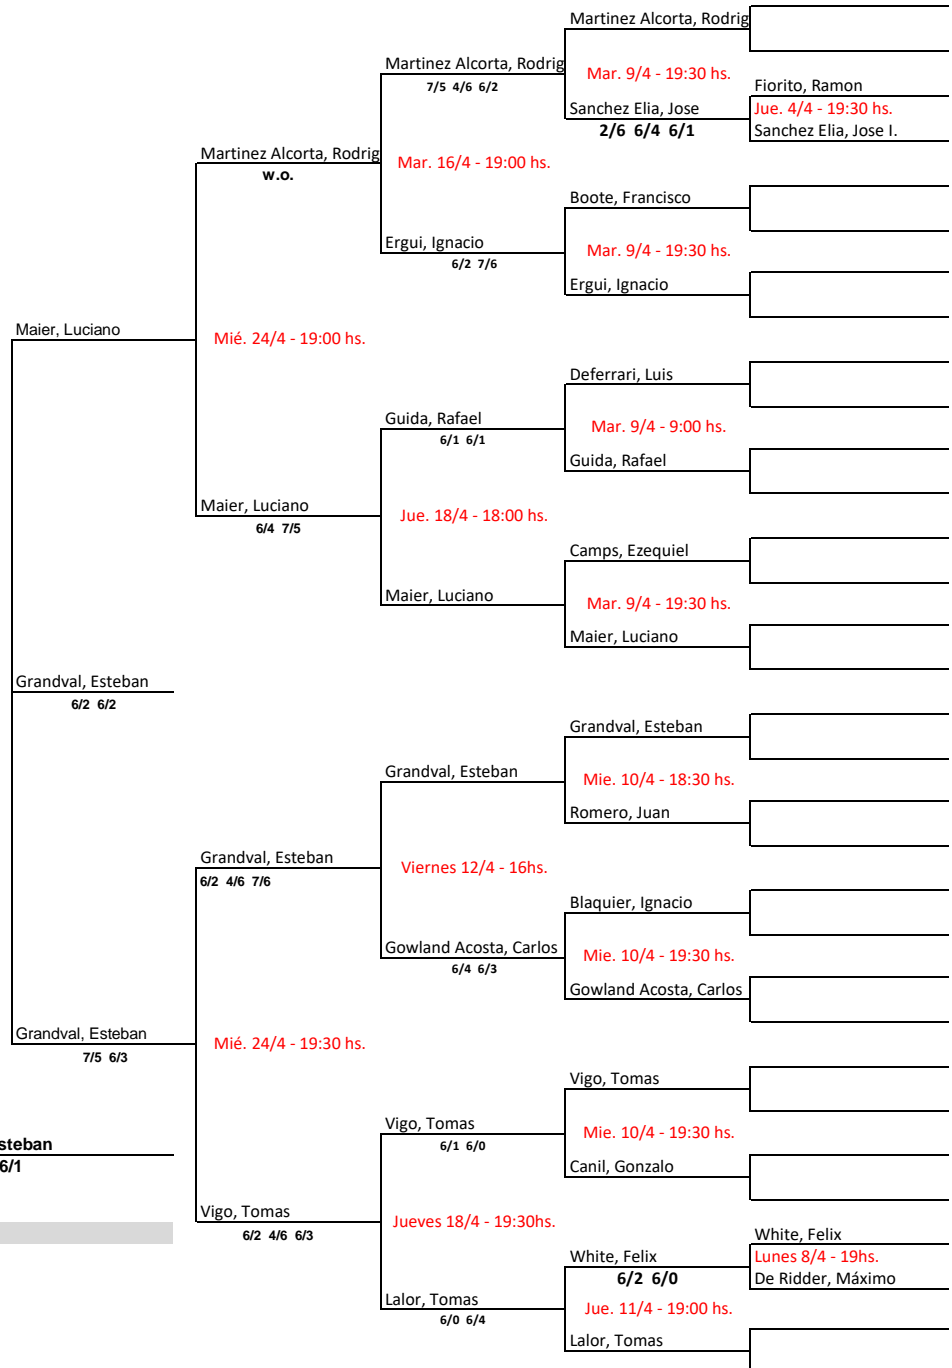 Martinez Alcorta, Rodrig
Martinez Alcorta, Rodrig
Mar. 9/4 - 19:30 hs.
7/5 4/6 6/2
Fiorito, Ramon
Sanchez Elia, Jose
Jue. 4/4 - 19:30 hs.
2/6 6/4 6/1
Sanchez Elia, Jose I.
Martinez Alcorta, Rodrig
Mar. 16/4 - 19:00 hs.
w.o.
Boote, Francisco
Ergui, Ignacio
Mar. 9/4 - 19:30 hs.
6/2 7/6
Ergui, Ignacio
Maier, Luciano
Mié. 24/4 - 19:00 hs.
Deferrari, Luis
Guida, Rafael
Mar. 9/4 - 9:00 hs.
6/1 6/1
Guida, Rafael
Maier, Luciano
Jue. 18/4 - 18:00 hs.
6/4 7/5
Camps, Ezequiel
Maier, Luciano
Mar. 9/4 - 19:30 hs.
Maier, Luciano
Grandval, Esteban
6/2 6/2
Grandval, Esteban
Grandval, Esteban
Mie. 10/4 - 18:30 hs.
Romero, Juan
Grandval, Esteban
Viernes 12/4 - 16hs.
6/2 4/6 7/6
Blaquier, Ignacio
Gowland Acosta, Carlos
Mie. 10/4 - 19:30 hs.
6/4 6/3
Gowland Acosta, Carlos
Grandval, Esteban
Mié. 24/4 - 19:30 hs.
7/5 6/3
Vigo, Tomas
Vigo, Tomas
Mie. 10/4 - 19:30 hs.
steban
6/1 6/0
6/1
Canil, Gonzalo
Vigo, Tomas
Jueves 18/4 - 19:30hs.
6/2 4/6 6/3
White, Felix
White, Felix
Lunes 8/4 - 19hs.
6/2 6/0
De Ridder, Máximo
Lalor, Tomas
Jue. 11/4 - 19:00 hs.
6/0 6/4
Lalor, Tomas